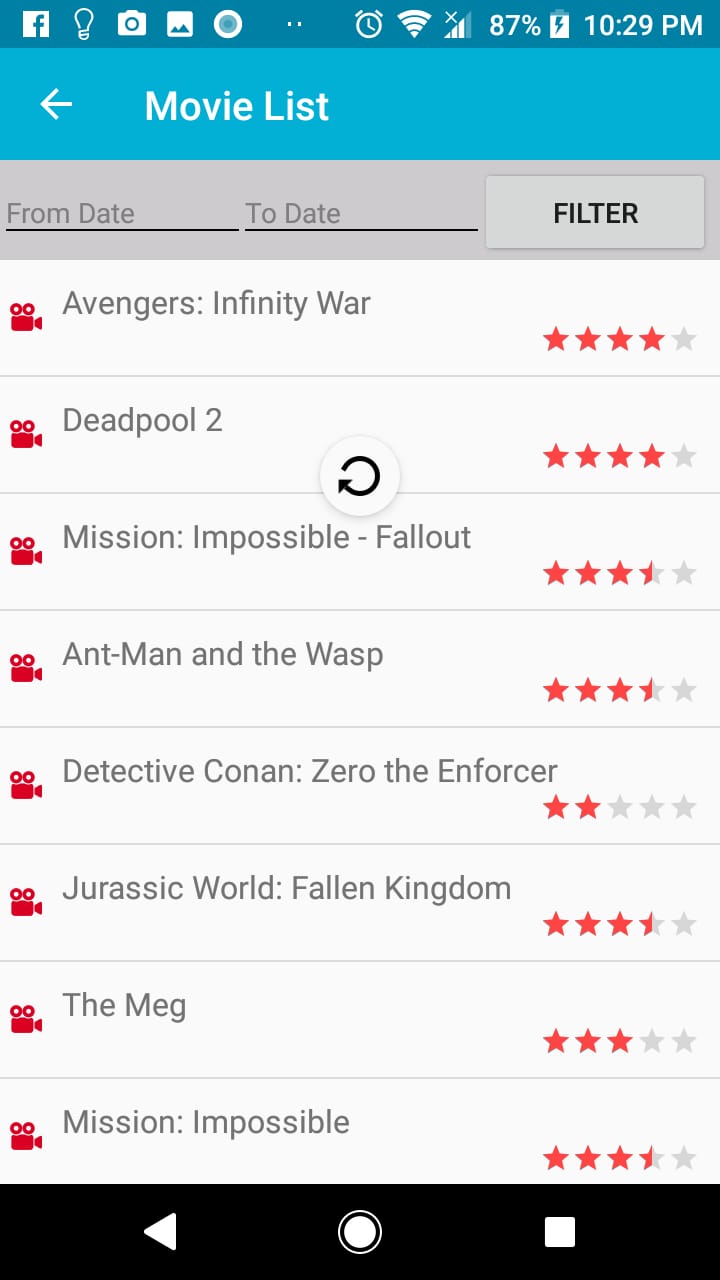 87% 10:29 PM
Movie List
From Date To Date FILTER
Avengers: Infinity War
Deadpool 2
Mission: Impossible - Fallout
Ant-Man and the Wasp
Detective Conan: Zero the Enforcer
Jurassic World: Fallen Kingdom
The Meg
Mission: Impossible